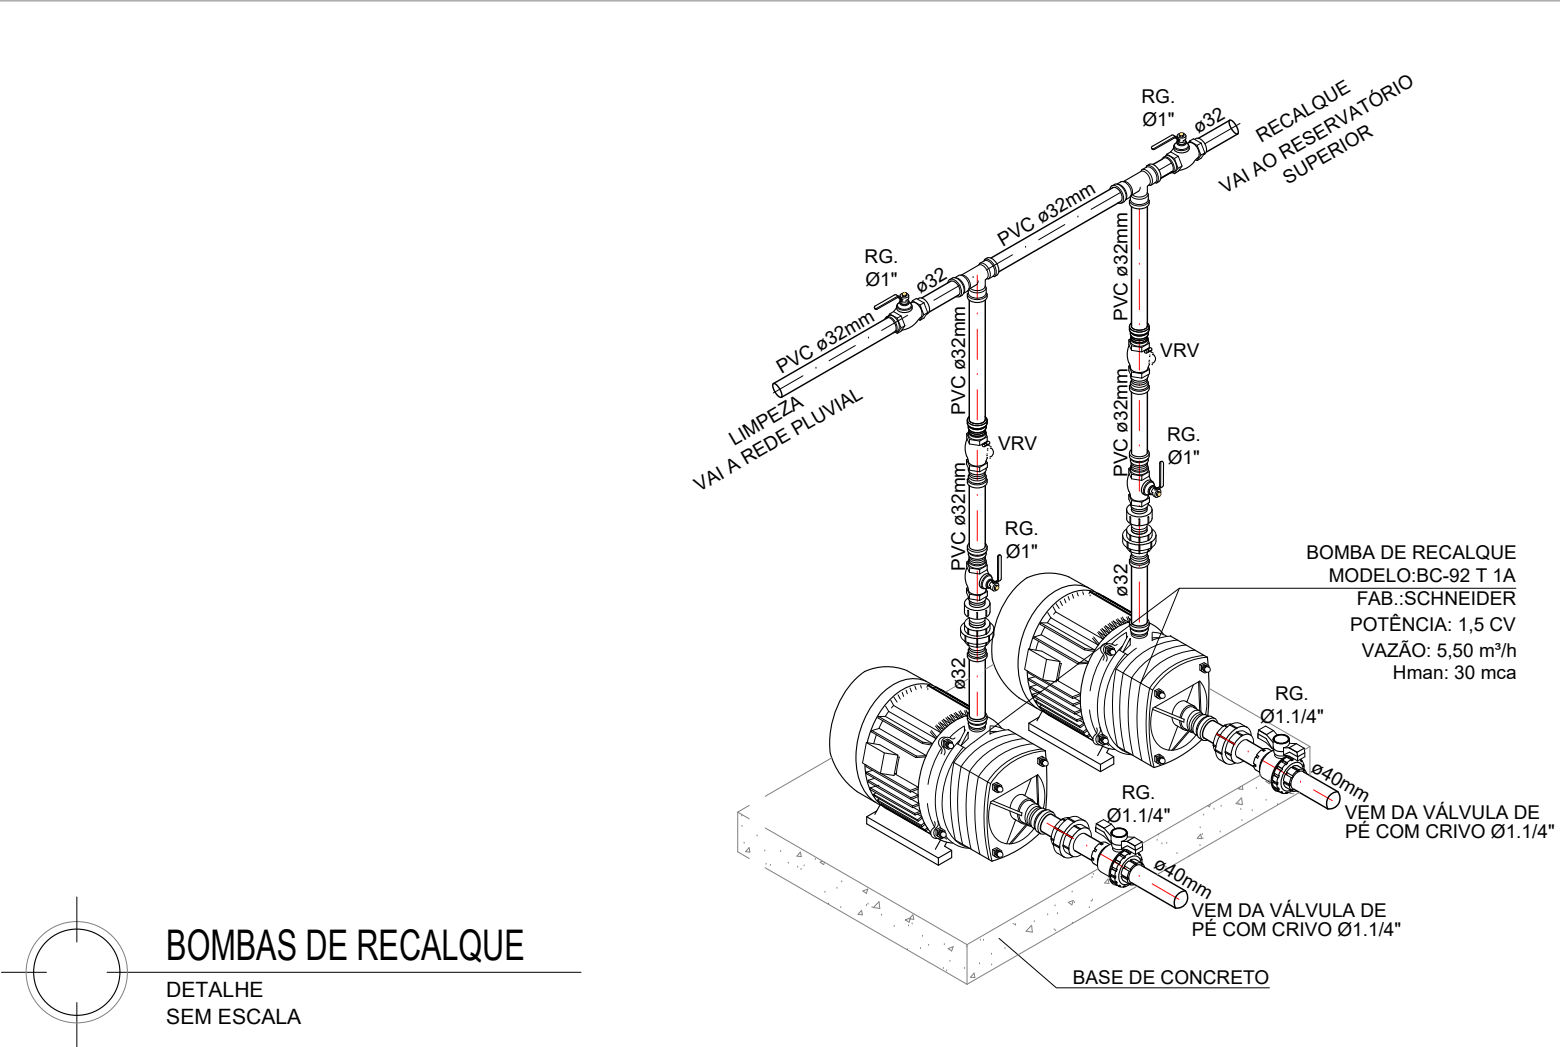 RG.
Ø1"
ø32
RECALQUE
VAI AO RESERVATÓRIO
SUPERIOR
PVC ø32mm
PVC ø32mm
RG.
Ø1"
ø32
PVC ø32mm
PVC ø32mm
LIMPEZA
VAI A REDE PLUVIAL
VRV
PVC ø32mm
RG.
Ø1"
VRV
PVC ø32mm
RG.
Ø1"
ø32
ø32
BOMBA DE RECALQUE
MODELO:BC-92 T 1A
FAB.:SCHNEIDER
POTÊNCIA: 1,5 CV
VAZÃO: 5,50 m³/h
Hman: 30 mca
RG.
Ø1.1/4"
ø40mm
VEM DA VÁLVULA DE
PÉ COM CRIVO Ø1.1/4"
RG.
Ø1.1/4"
ø40mm
VEM DA VÁLVULA DE
PÉ COM CRIVO Ø1.1/4"
BASE DE CONCRETO
BOMBAS DE RECALQUE
DETALHE
SEM ESCALA